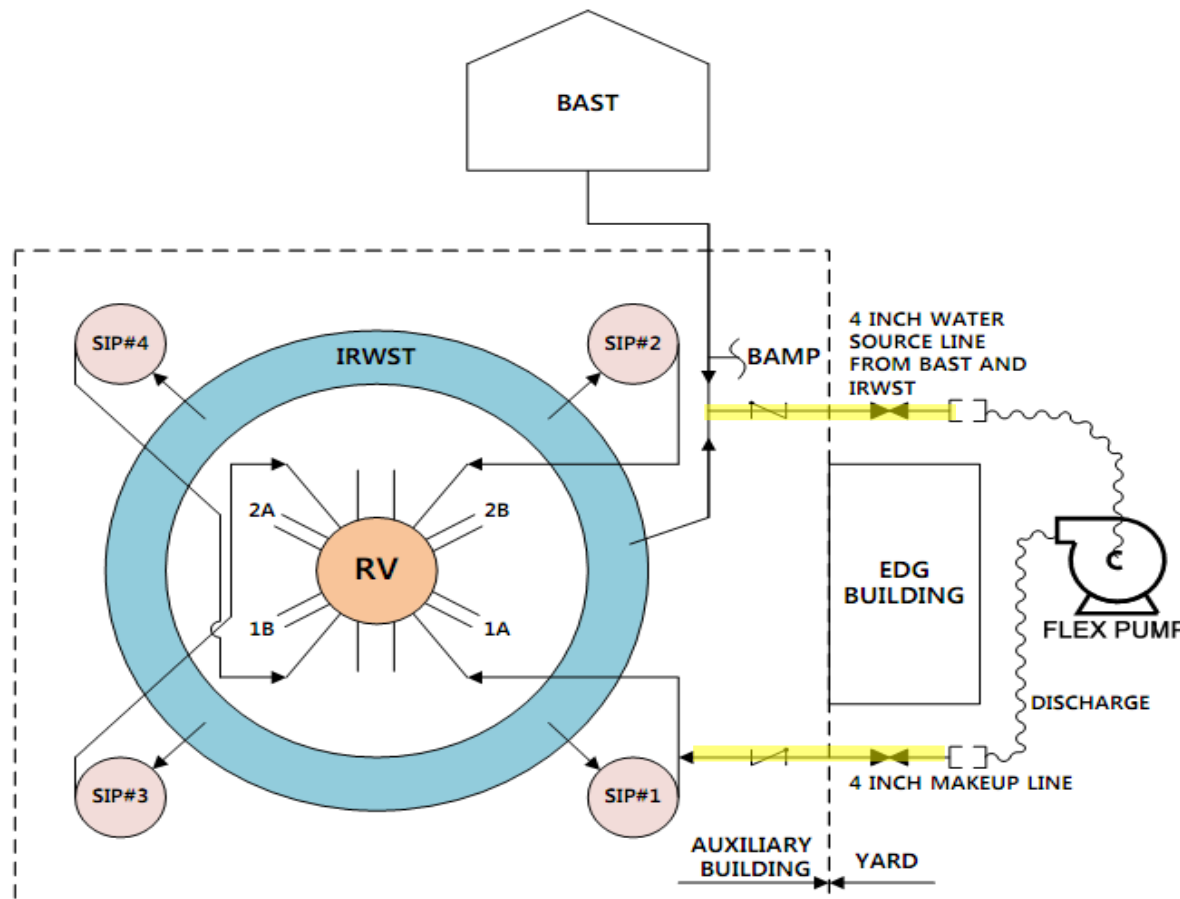 BAST
SIP#4
SIP#2
4 INCH WATER
SOURCE LINE
FROM BAST AND
IRWST
IRWST
BAMP
2A
2B
RV
EDG
BUILDING
1B
1A
FLEX PUMP
DISCHARGE
SIP#3
SIP#1
4 INCH MAKEUP LINE
AUXILIARY
BUILDING
YARD